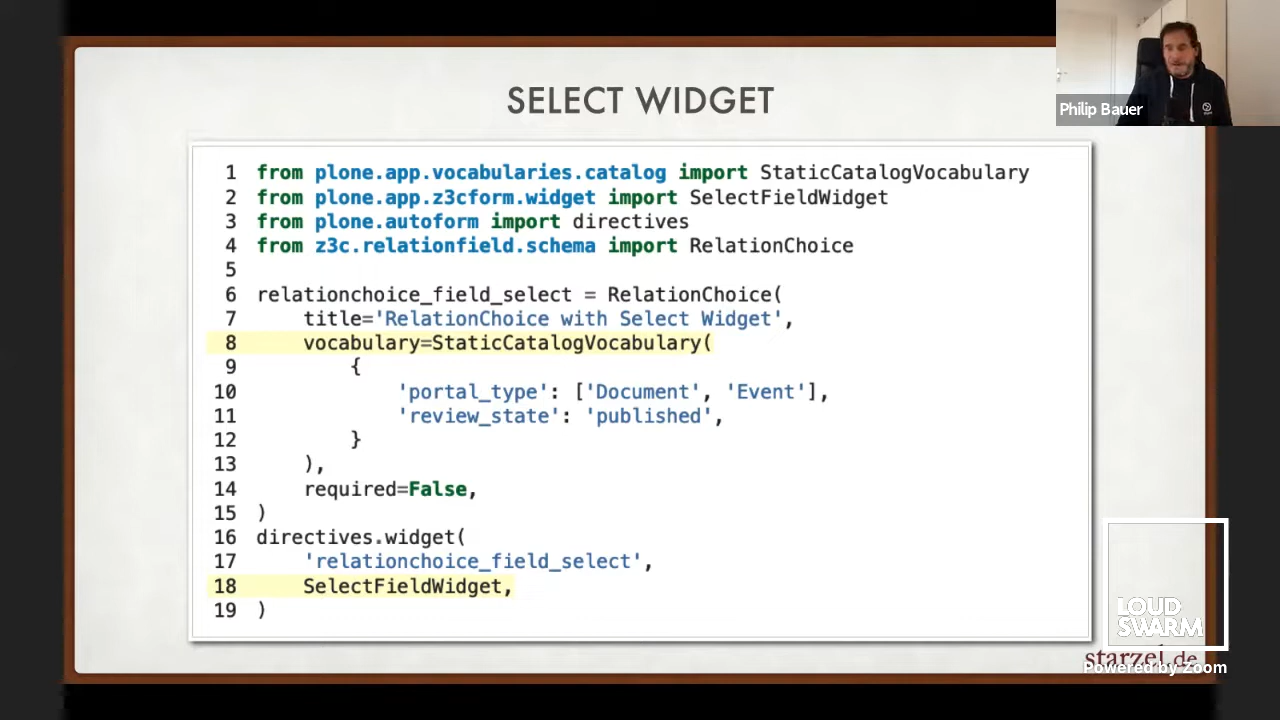 SELECT WIDGET
Philip Bauer
1 from plone.app.vocabularies.catalog import StaticCatalogVocabulary
2 from plone.app.z3cform.widget import SelectFieldWidget
3 from plone.autoform import directives
4 from z3c.relationfield.schema import RelationChoice
5
6 relationchoice_field_select = RelationChoice(
7     title='RelationChoice with Select Widget',
8     vocabulary=StaticCatalogVocabulary(
9         {
10             'portal_type': ['Document', 'Event'],
11             'review_state': 'published',
12         }
13     ),
14     required=False,
15 )
16 directives.widget(
17     'relationchoice_field_select',
18     SelectFieldWidget,
19 )
LOUD
SWARM
starzel.de
Powered by Zoom